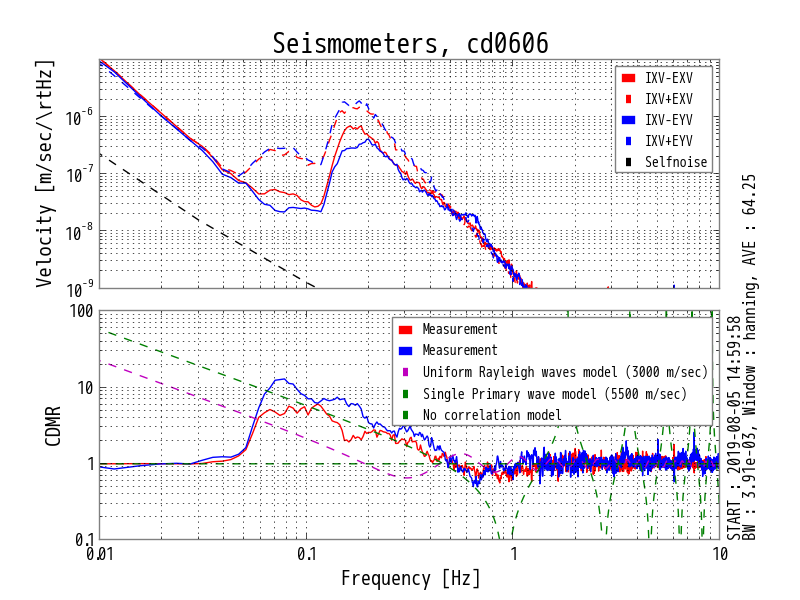 Seismometers, cd0606
Velocity [m/sec/\rtHz]
10^-6
10^-7
10^-8
10^-9
IXV-EXV
IXV+EXV
IXV-EYV
IXV+EYV
Selfnoise
CDMR
100
10
1
0.1
Measurement
Measurement
Uniform Rayleigh waves model (3000 m/sec)
Single Primary wave model (5500 m/sec)
No correlation model
0.01
0.1
1
10
Frequency [Hz]
START : 2019-08-05 14:59:58
BW : 3.91e-03, Window : hanning, AVE : 64.25